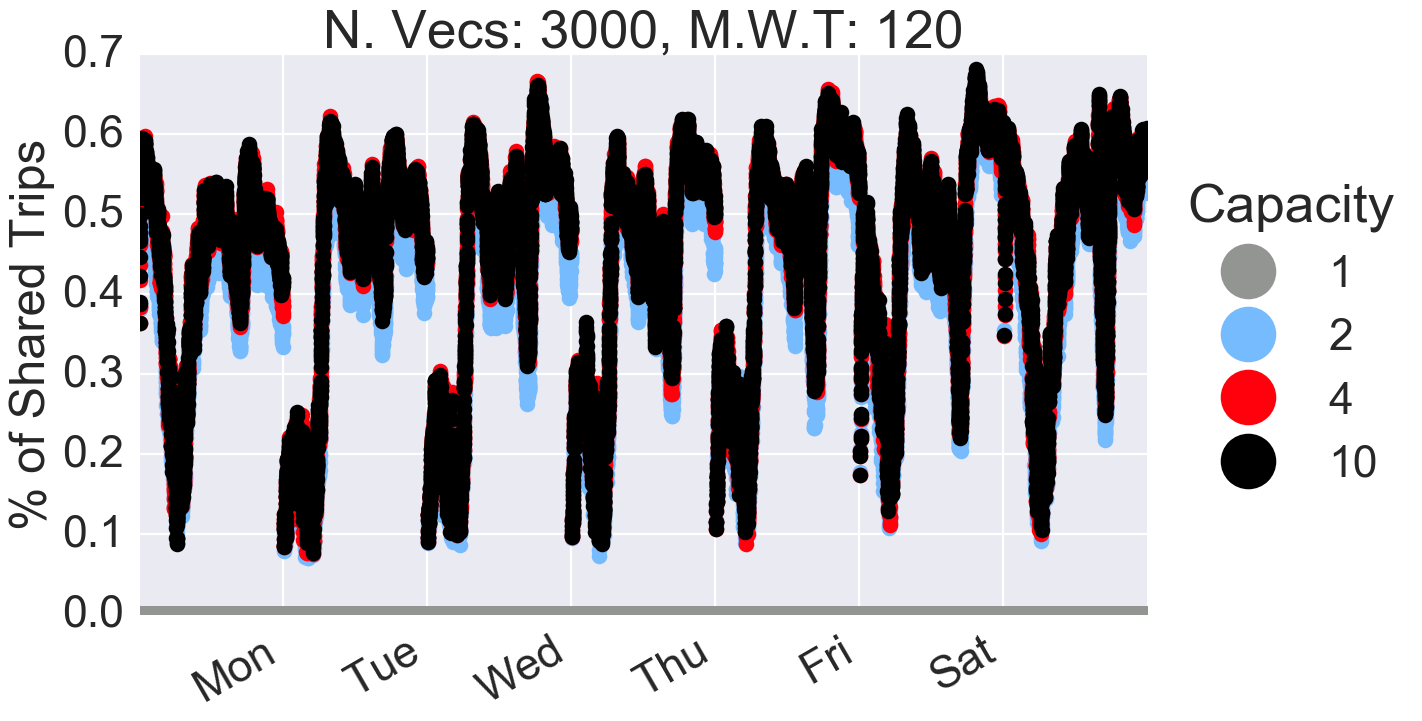 N. Vecs: 3000, M.W.T: 120
% of Shared Trips
0.7
0.6
0.5
0.4
0.3
0.2
0.1
0.0
Mon
Tue
Wed
Thu
Fri
Sat
Capacity
1
2
4
10